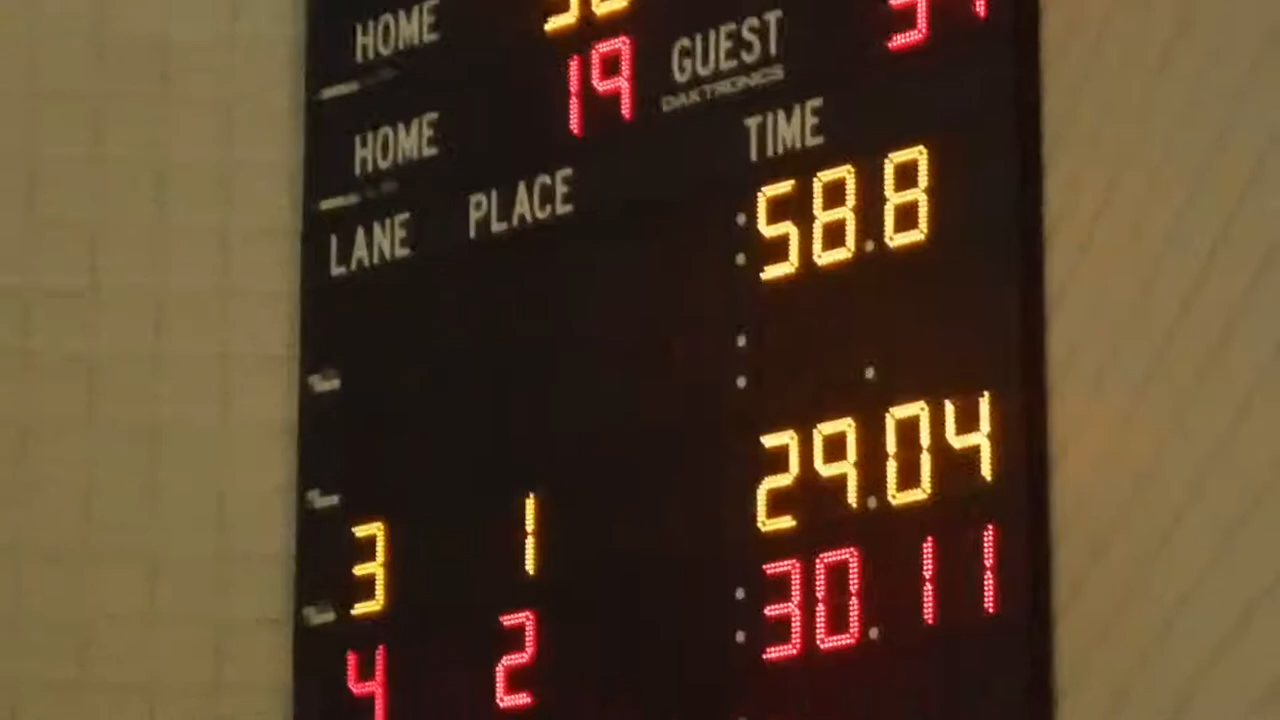 HOME
19 GUEST
DAKTRONICS
HOME TIME
LANE PLACE 58.8
29.04
3 1
30.11
4 2